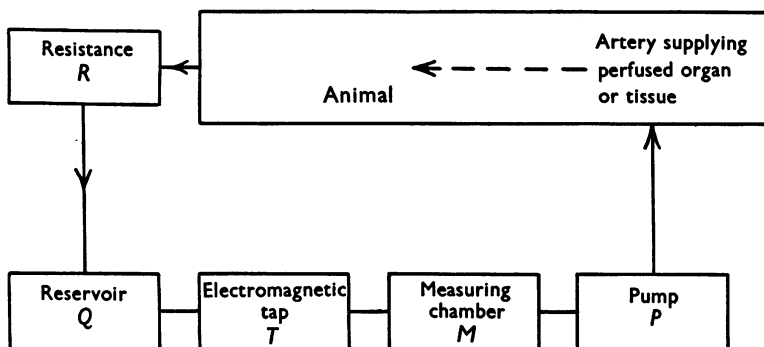 Resistance
R
Animal
Artery supplying
perfused organ
or tissue
Reservoir
Q
Electromagnetic
tap
T
Measuring
chamber
M
Pump
P